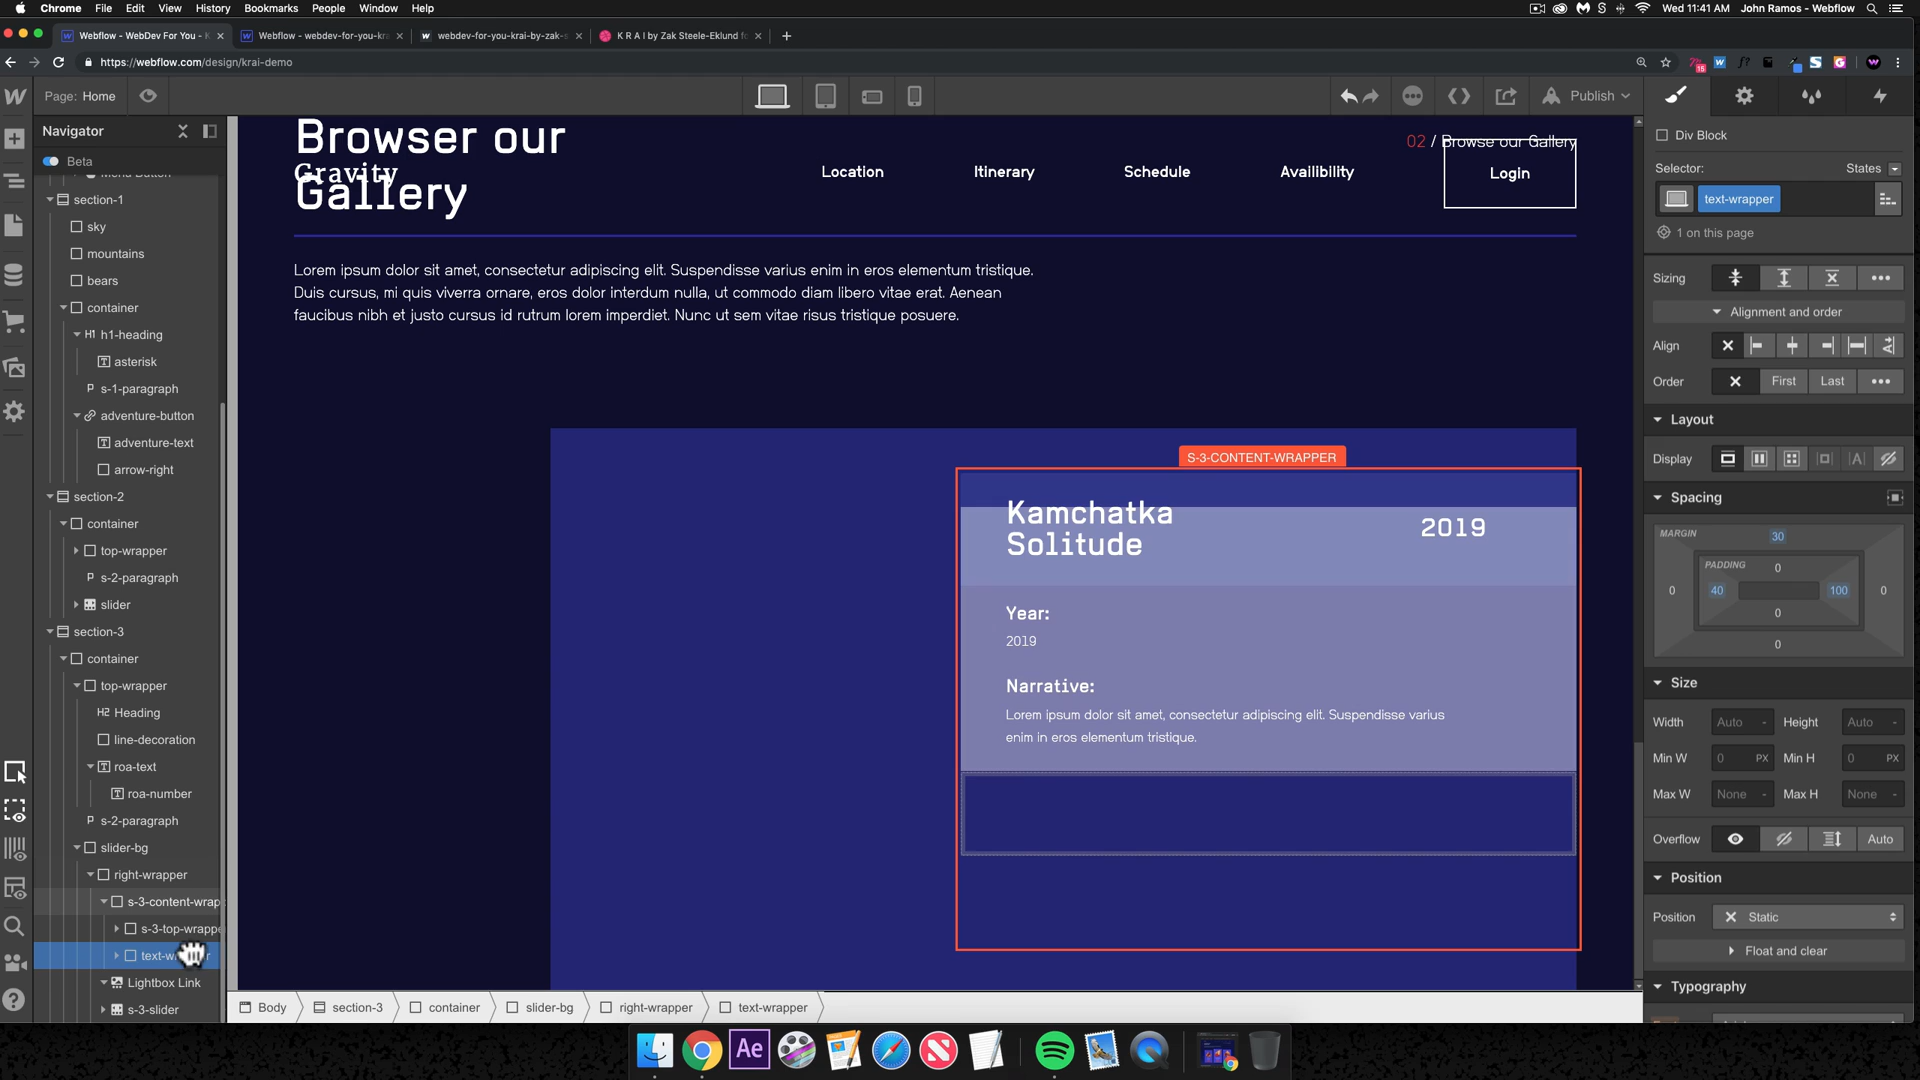 Chrome File Edit View History Bookmarks People Window Help
Wed 11:41 AM John Ramos - Webflow
Webflow - WebDev For You - K
Webflow - webdev-for-you-kra
webdev-for-you-krai-by-zak-s
K R A I by Zak Steele-Eklund fo
https://webflow.com/design/krai-demo
Page: Home
Publish
Navigator
Beta
Menu Button
section-1
sky
mountains
bears
container
H1 h1-heading
asterisk
P s-1-paragraph
adventure-button
adventure-text
arrow-right
section-2
container
top-wrapper
P s-2-paragraph
slider
section-3
container
top-wrapper
H2 Heading
line-decoration
roa-text
roa-number
P s-2-paragraph
slider-bg
right-wrapper
s-3-content-wrap
s-3-top-wrappe
text-w
Lightbox Link
s-3-slider
Browser our
Gallery
Gravity
Location Itinerary Schedule Availibility Login
02 / Browse our Gallery
Lorem ipsum dolor sit amet, consectetur adipiscing elit. Suspendisse varius enim in eros elementum tristique.
Duis cursus, mi quis viverra ornare, eros dolor interdum nulla, ut commodo diam libero vitae erat. Aenean
faucibus nibh et justo cursus id rutrum lorem imperdiet. Nunc ut sem vitae risus tristique posuere.
S-3-CONTENT-WRAPPER
Kamchatka
Solitude
2019
Year:
2019
Narrative:
Lorem ipsum dolor sit amet, consectetur adipiscing elit. Suspendisse varius
enim in eros elementum tristique.
Body section-3 container slider-bg right-wrapper text-wrapper
Div Block
Selector: States
text-wrapper
1 on this page
Sizing
Alignment and order
Align
Order First Last
Layout
Display
Spacing
MARGIN 30
PADDING 0
0 40 100 0
0
0
Size
Width Auto - Height Auto -
Min W 0 PX Min H 0 PX
Max W None - Max H None -
Overflow Auto
Position
Position Static
Float and clear
Typography
Ae